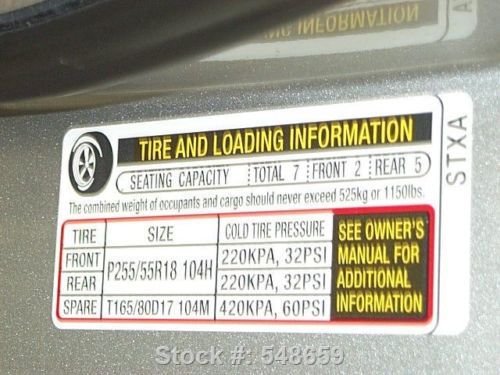 NG INFORMATION
TIRE AND LOADING INFORMATION
SEATING CAPACITY TOTAL 7 FRONT 2 REAR 5
The combined weight of occupants and cargo should never exceed 525kg or 1150lbs.
TIRE SIZE COLD TIRE PRESSURE
FRONT P255/55R18 104H 220KPA, 32PSI
REAR 220KPA, 32PSI
SPARE T165/80D17 104M 420KPA, 60PSI
SEE OWNER'S
MANUAL FOR
ADDITIONAL
INFORMATION
STXA
Stock #: 548659